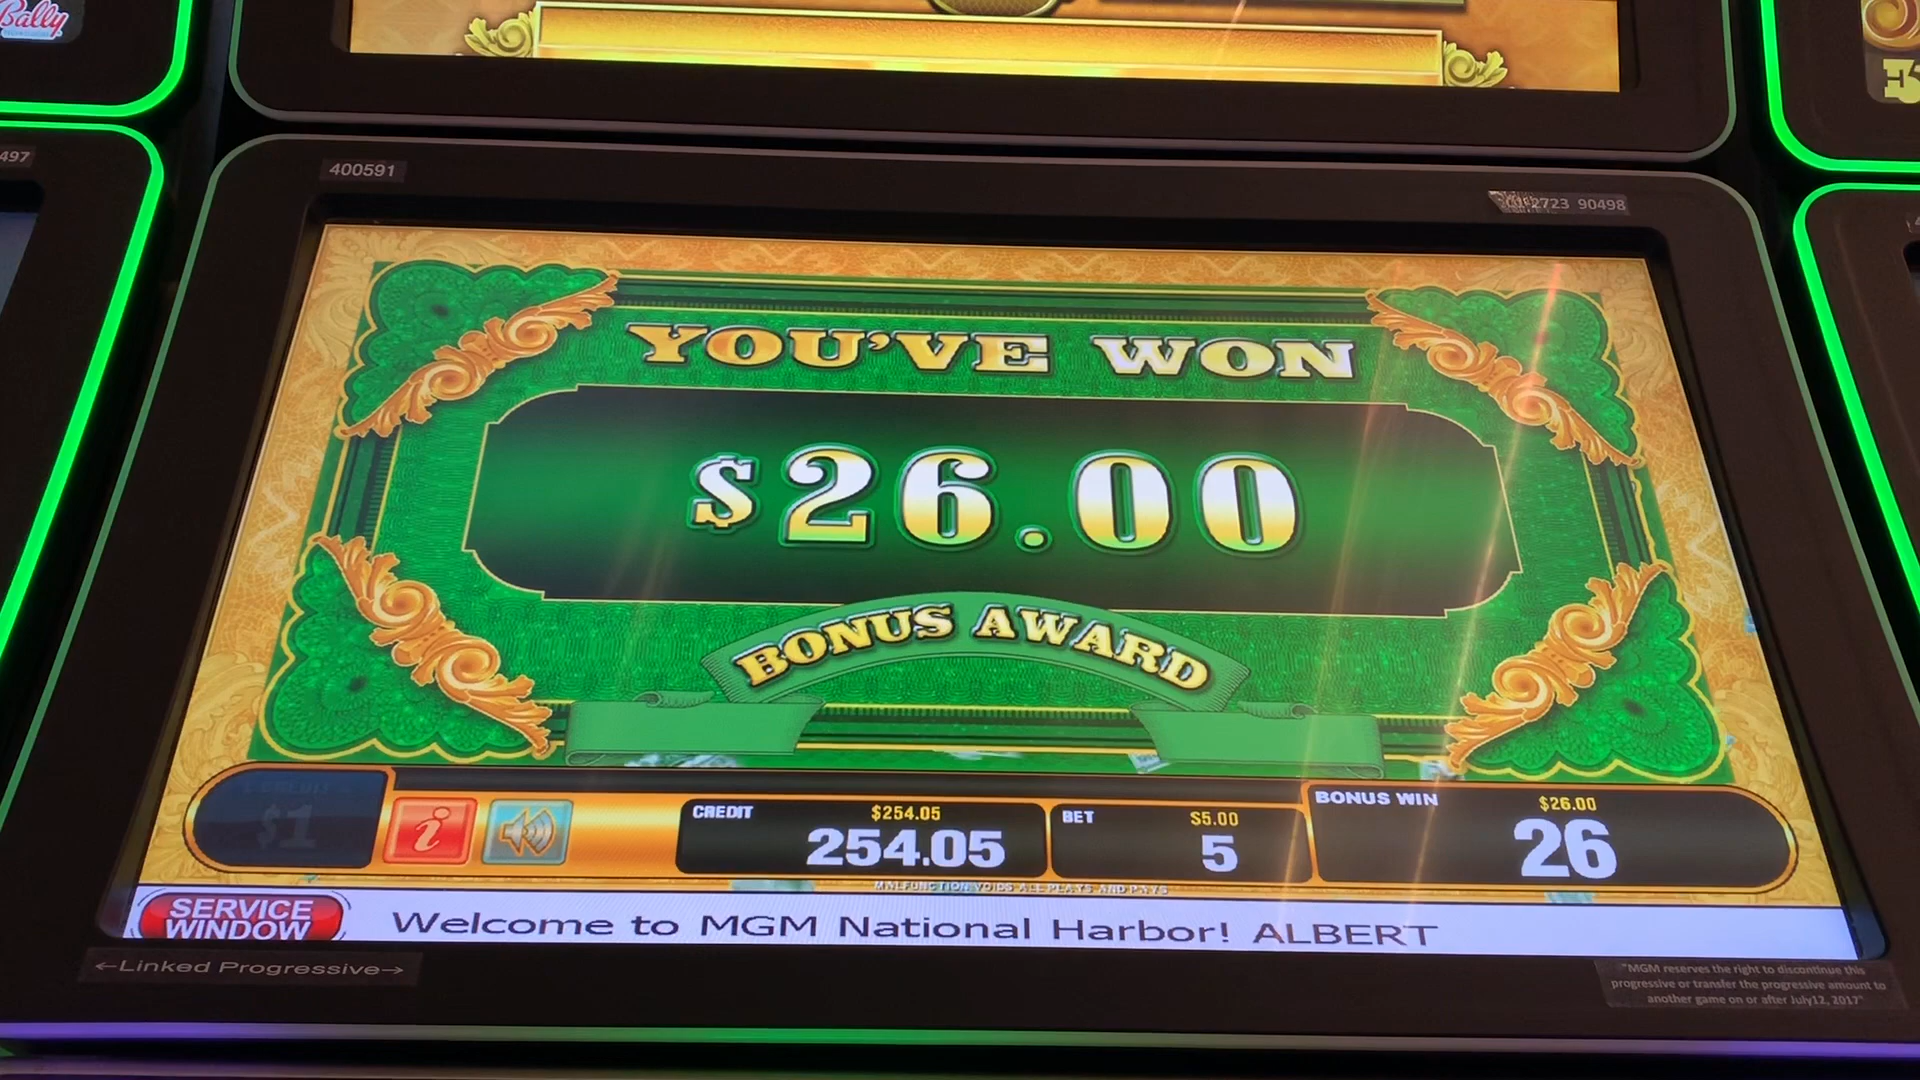 Bally
497
400591
2723 90498
YOU'VE WON
$26.00
BONUS AWARD
$1
CREDIT
$254.05
254.05
BET
$5.00
5
BONUS WIN
$26.00
26
MALFUNCTION VOIDS ALL PLAYS AND PAYS
SERVICE
WINDOW
Welcome to MGM National Harbor! ALBERT
←Linked Progressive→
"MGM reserves the right to discontinue this
progressive or transfer the progressive amount to
another game on or after July12, 2017"